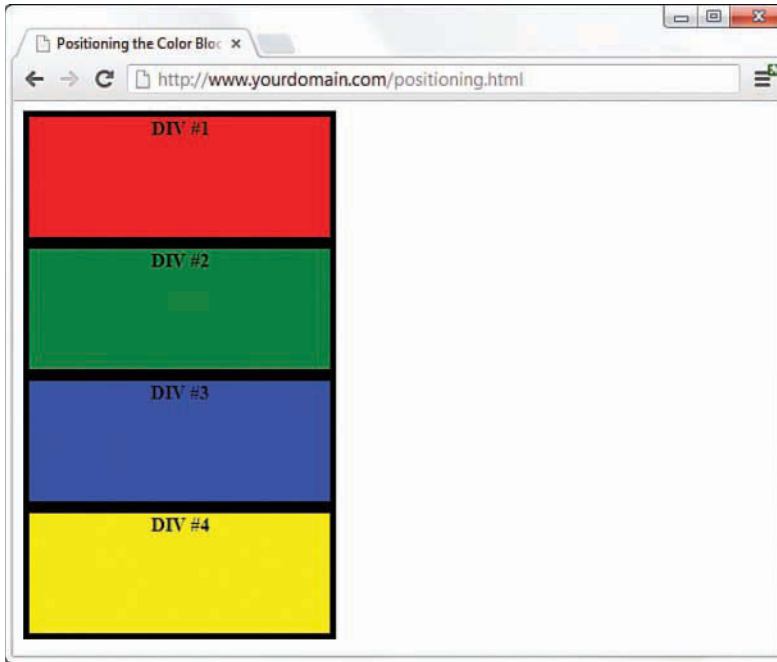 Positioning the Color Bloc
http://www.yourdomain.com/positioning.html
DIV #1
DIV #2
DIV #3
DIV #4